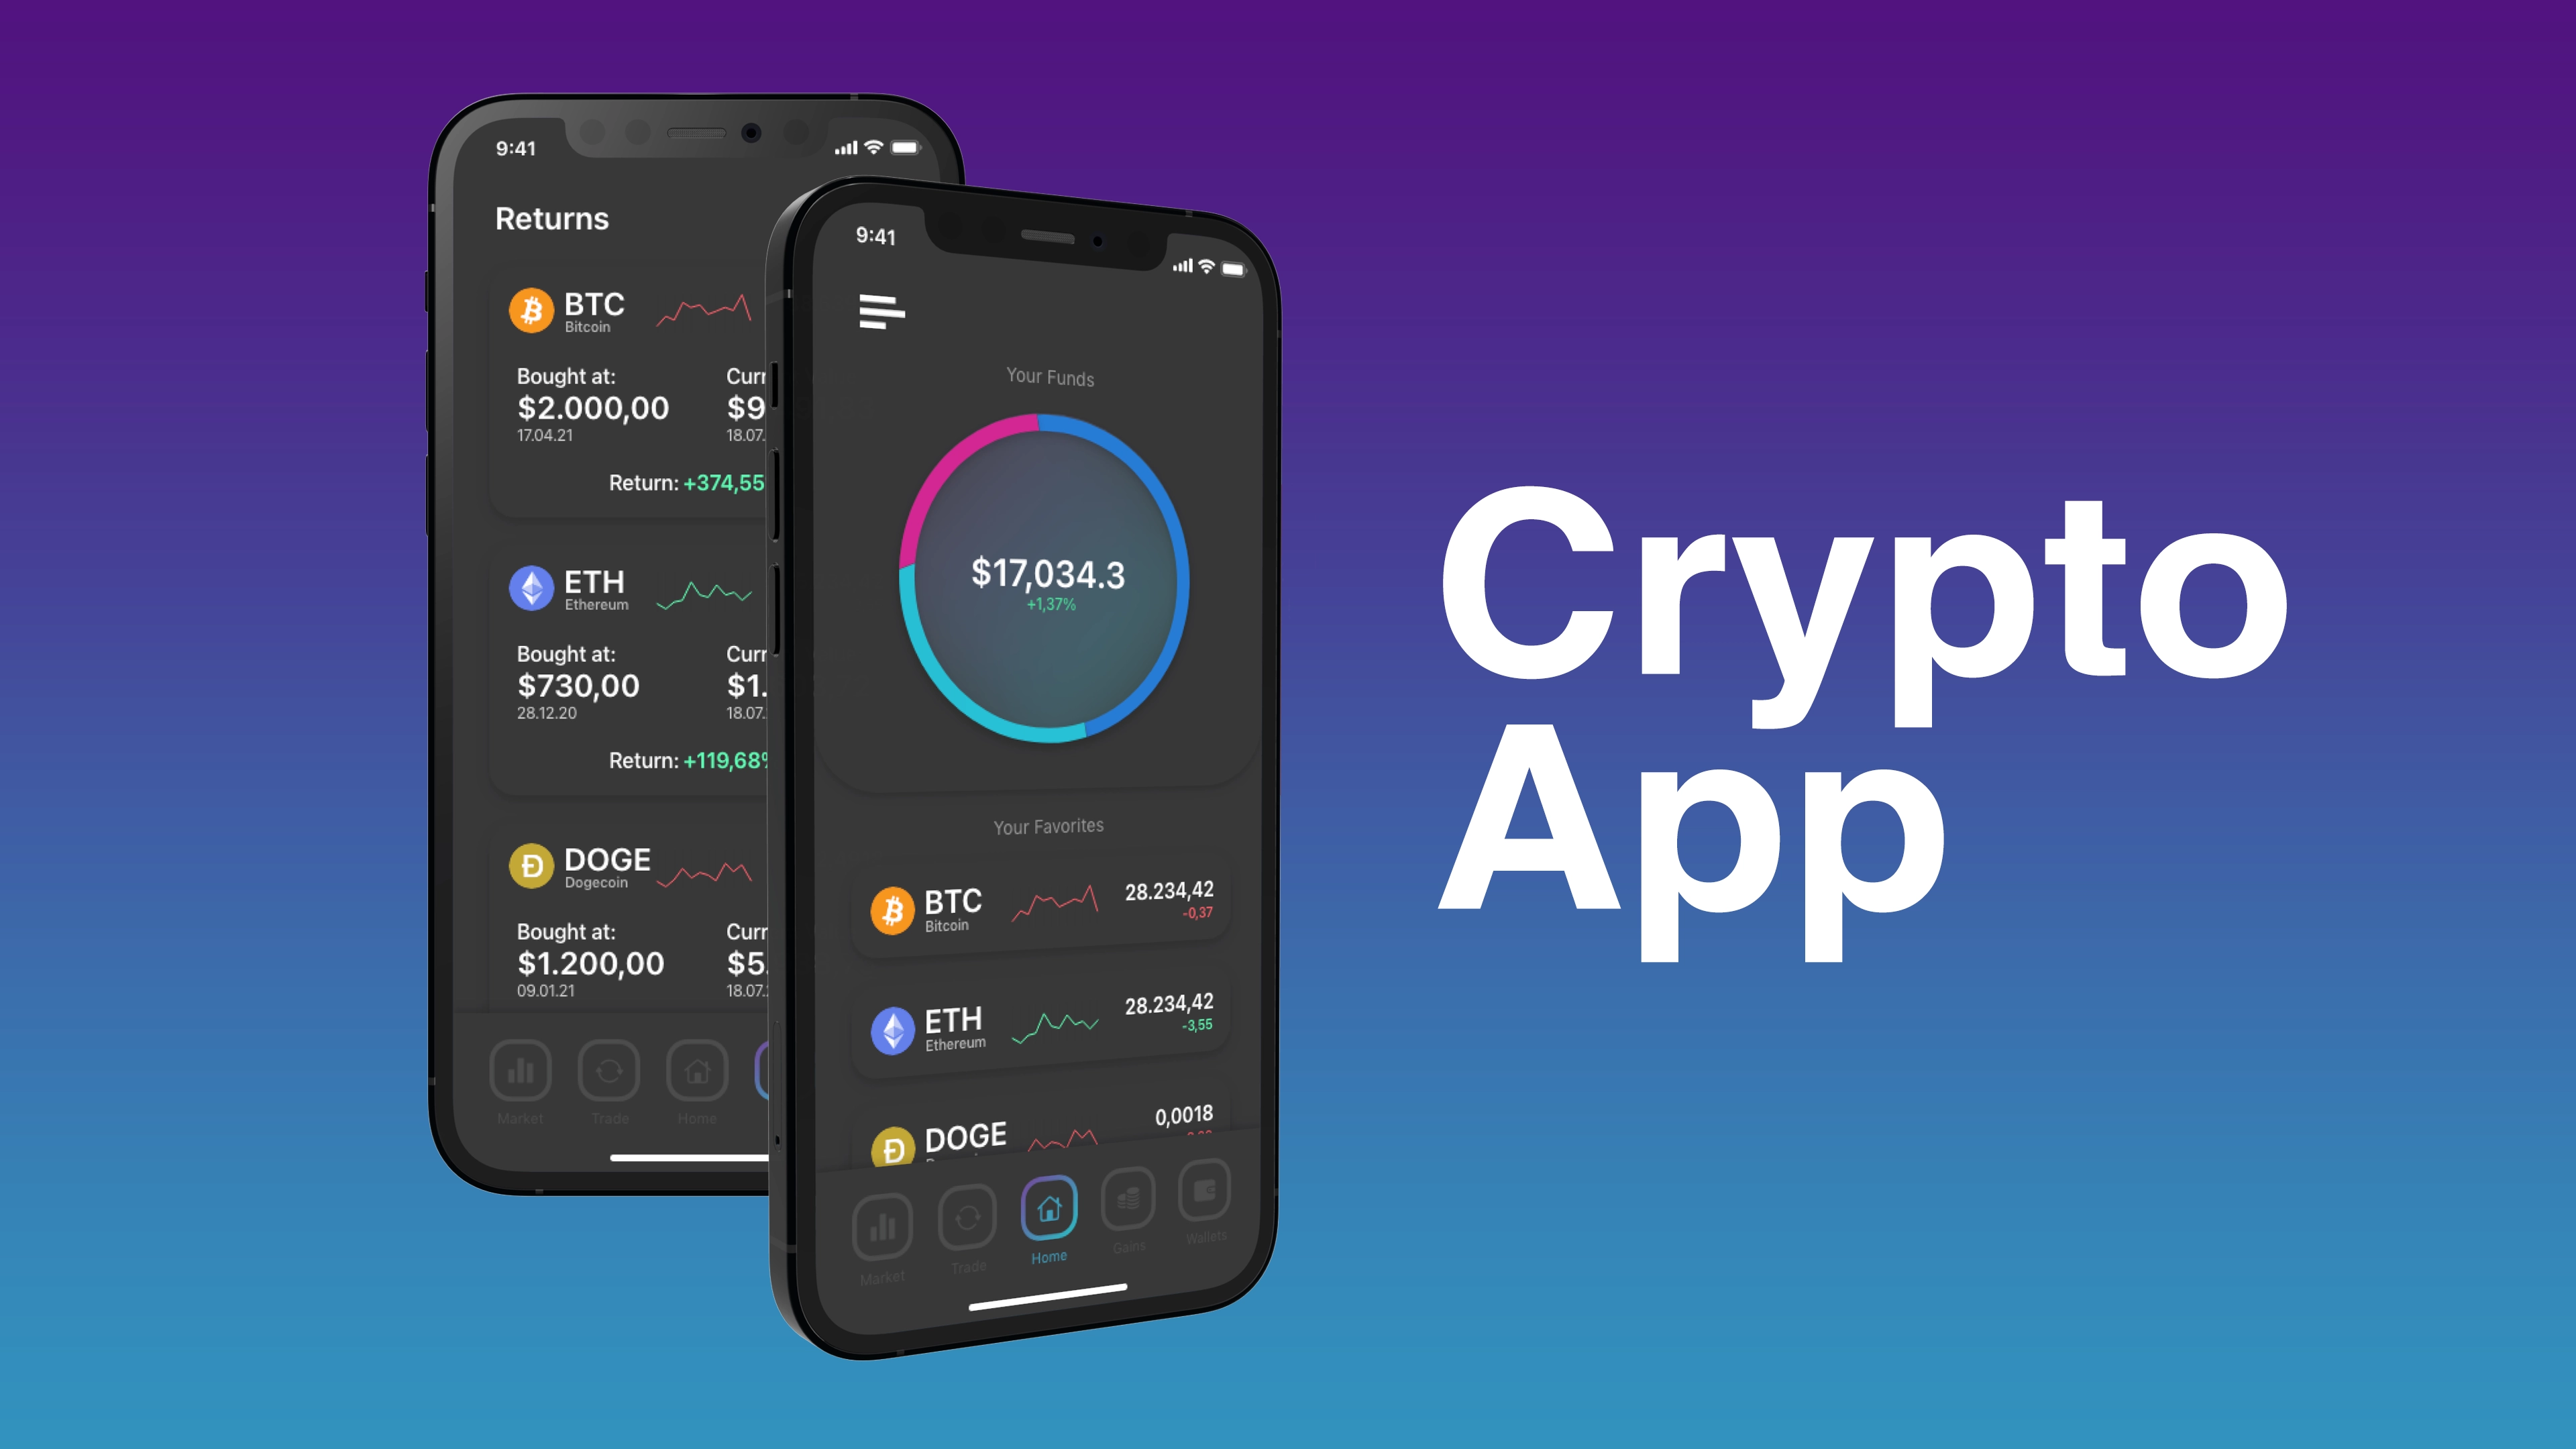 9:41
Returns
BTC
Bitcoin
Bought at:
$2.000,00
17.04.21
Return: +374,55
ETH
Ethereum
Bought at:
$730,00
28.12.20
Return: +119,68%
DOGE
Dogecoin
Bought at:
$1.200,00
09.01.21
Market Trade Home
9:41
Your Funds
$17,034.3
+1,37%
Your Favorites
BTC
Bitcoin
28.234,42
-0,37
ETH
Ethereum
28.234,42
-3,55
DOGE
0,0018
Market Trade Home Gains Wallets
Crypto
App